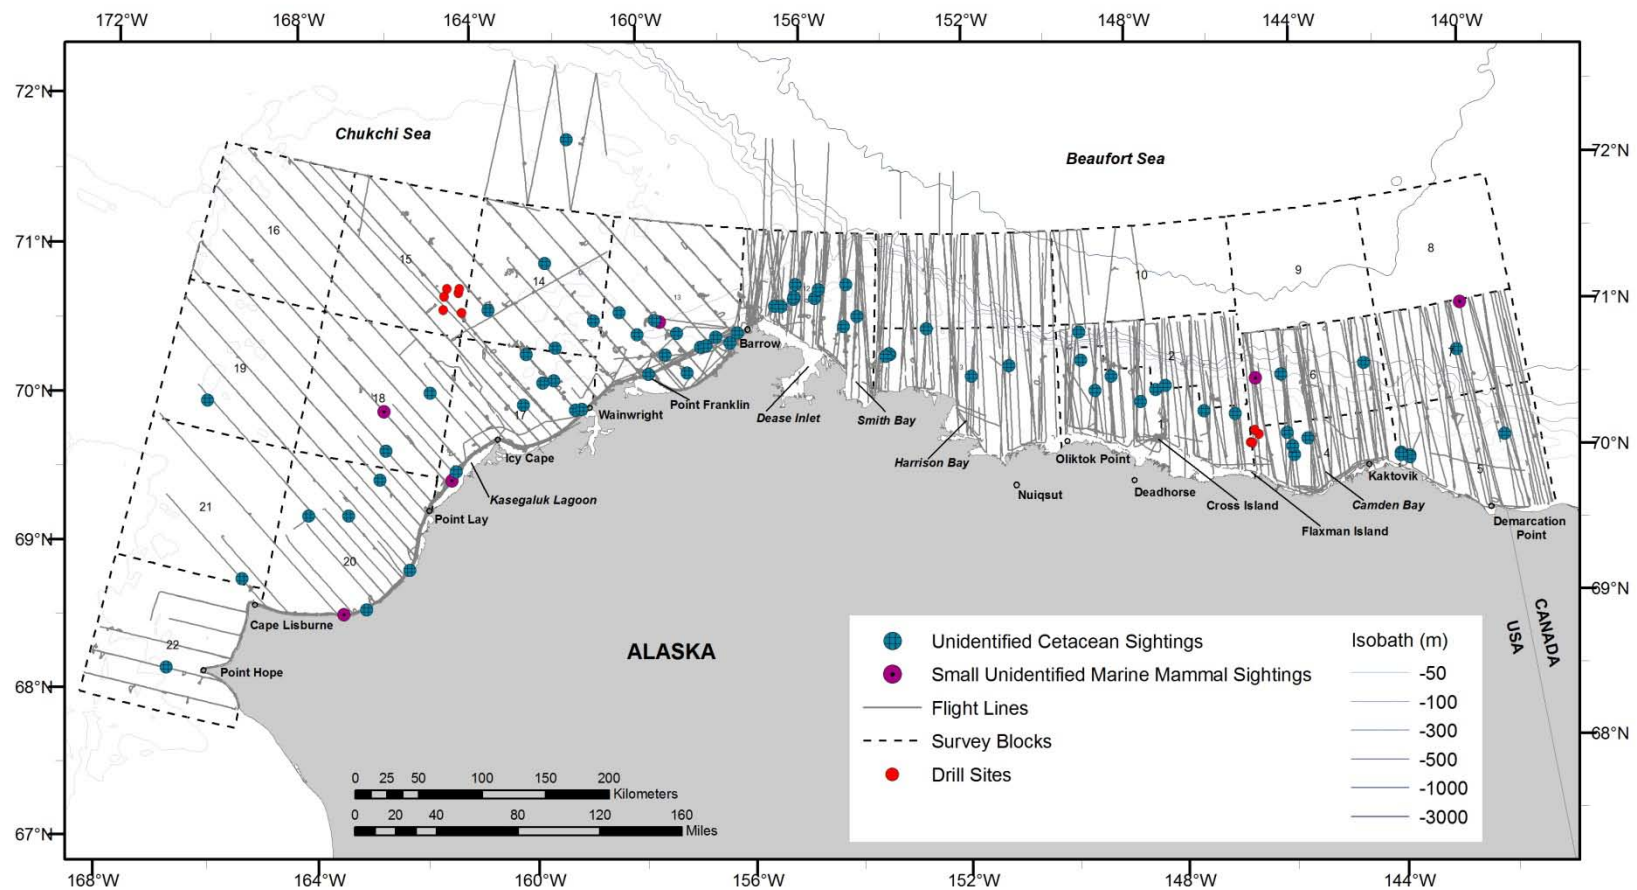 172°W 168°W 164°W 160°W 156°W 152°W 148°W 144°W 140°W
72°N
Chukchi Sea
Beaufort Sea
72°N
8
16
71°N
15
14
10
9
71°N
13
12
11
Barrow
2
6
7
19
18
17
70°N
Wainwright
Point Franklin
Dease Inlet
Smith Bay
3
1
4
5
70°N
Icy Cape
Kasegaluk Lagoon
Harrison Bay
Oliktok Point
Nuiqsut
Deadhorse
Cross Island
Flaxman Island
Camden Bay
Kaktovik
Demarcation
Point
21
Point Lay
20
69°N
69°N
Cape Lisburne
22
Point Hope
68°N
ALASKA
USA
CANADA
68°N
Unidentified Cetacean Sightings
Small Unidentified Marine Mammal Sightings
Flight Lines
Survey Blocks
Drill Sites
Isobath (m)
-50
-100
-300
-500
-1000
-3000
0 25 50 100 150 200
Kilometers
0 20 40 80 120 160
Miles
67°N
168°W 164°W 160°W 156°W 152°W 148°W 144°W